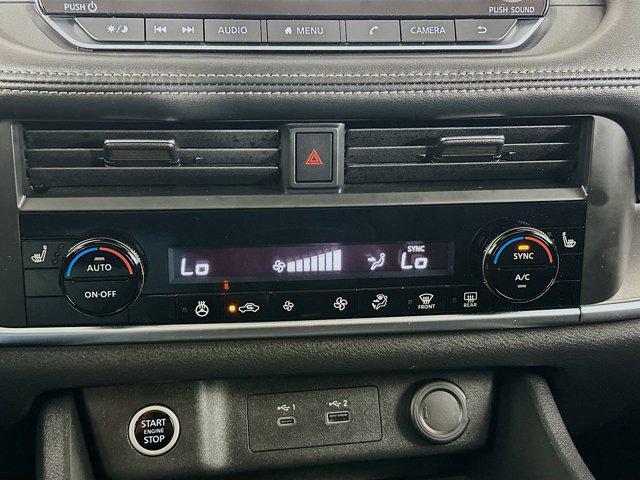 PUSH
PUSH SOUND
AUDIO
MENU
CAMERA
AUTO
ON·OFF
Lo
SYNC
Lo
SYNC
A/C
FRONT
REAR
START
ENGINE
STOP
1
2